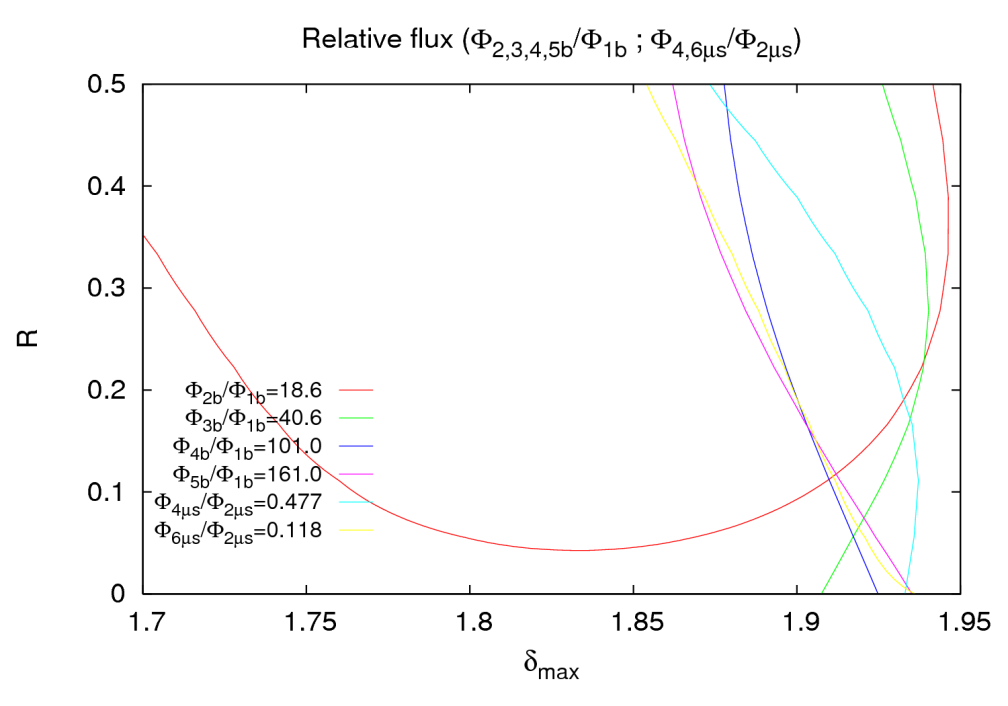 Relative flux (Φ2,3,4,5b/Φ1b ; Φ4,6μs/Φ2μs)
0.5
0.4
0.3
0.2
0.1
0
R
Φ2b/Φ1b=18.6
Φ3b/Φ1b=40.6
Φ4b/Φ1b=101.0
Φ5b/Φ1b=161.0
Φ4μs/Φ2μs=0.477
Φ6μs/Φ2μs=0.118
1.7 1.75 1.8 1.85 1.9 1.95
δmax